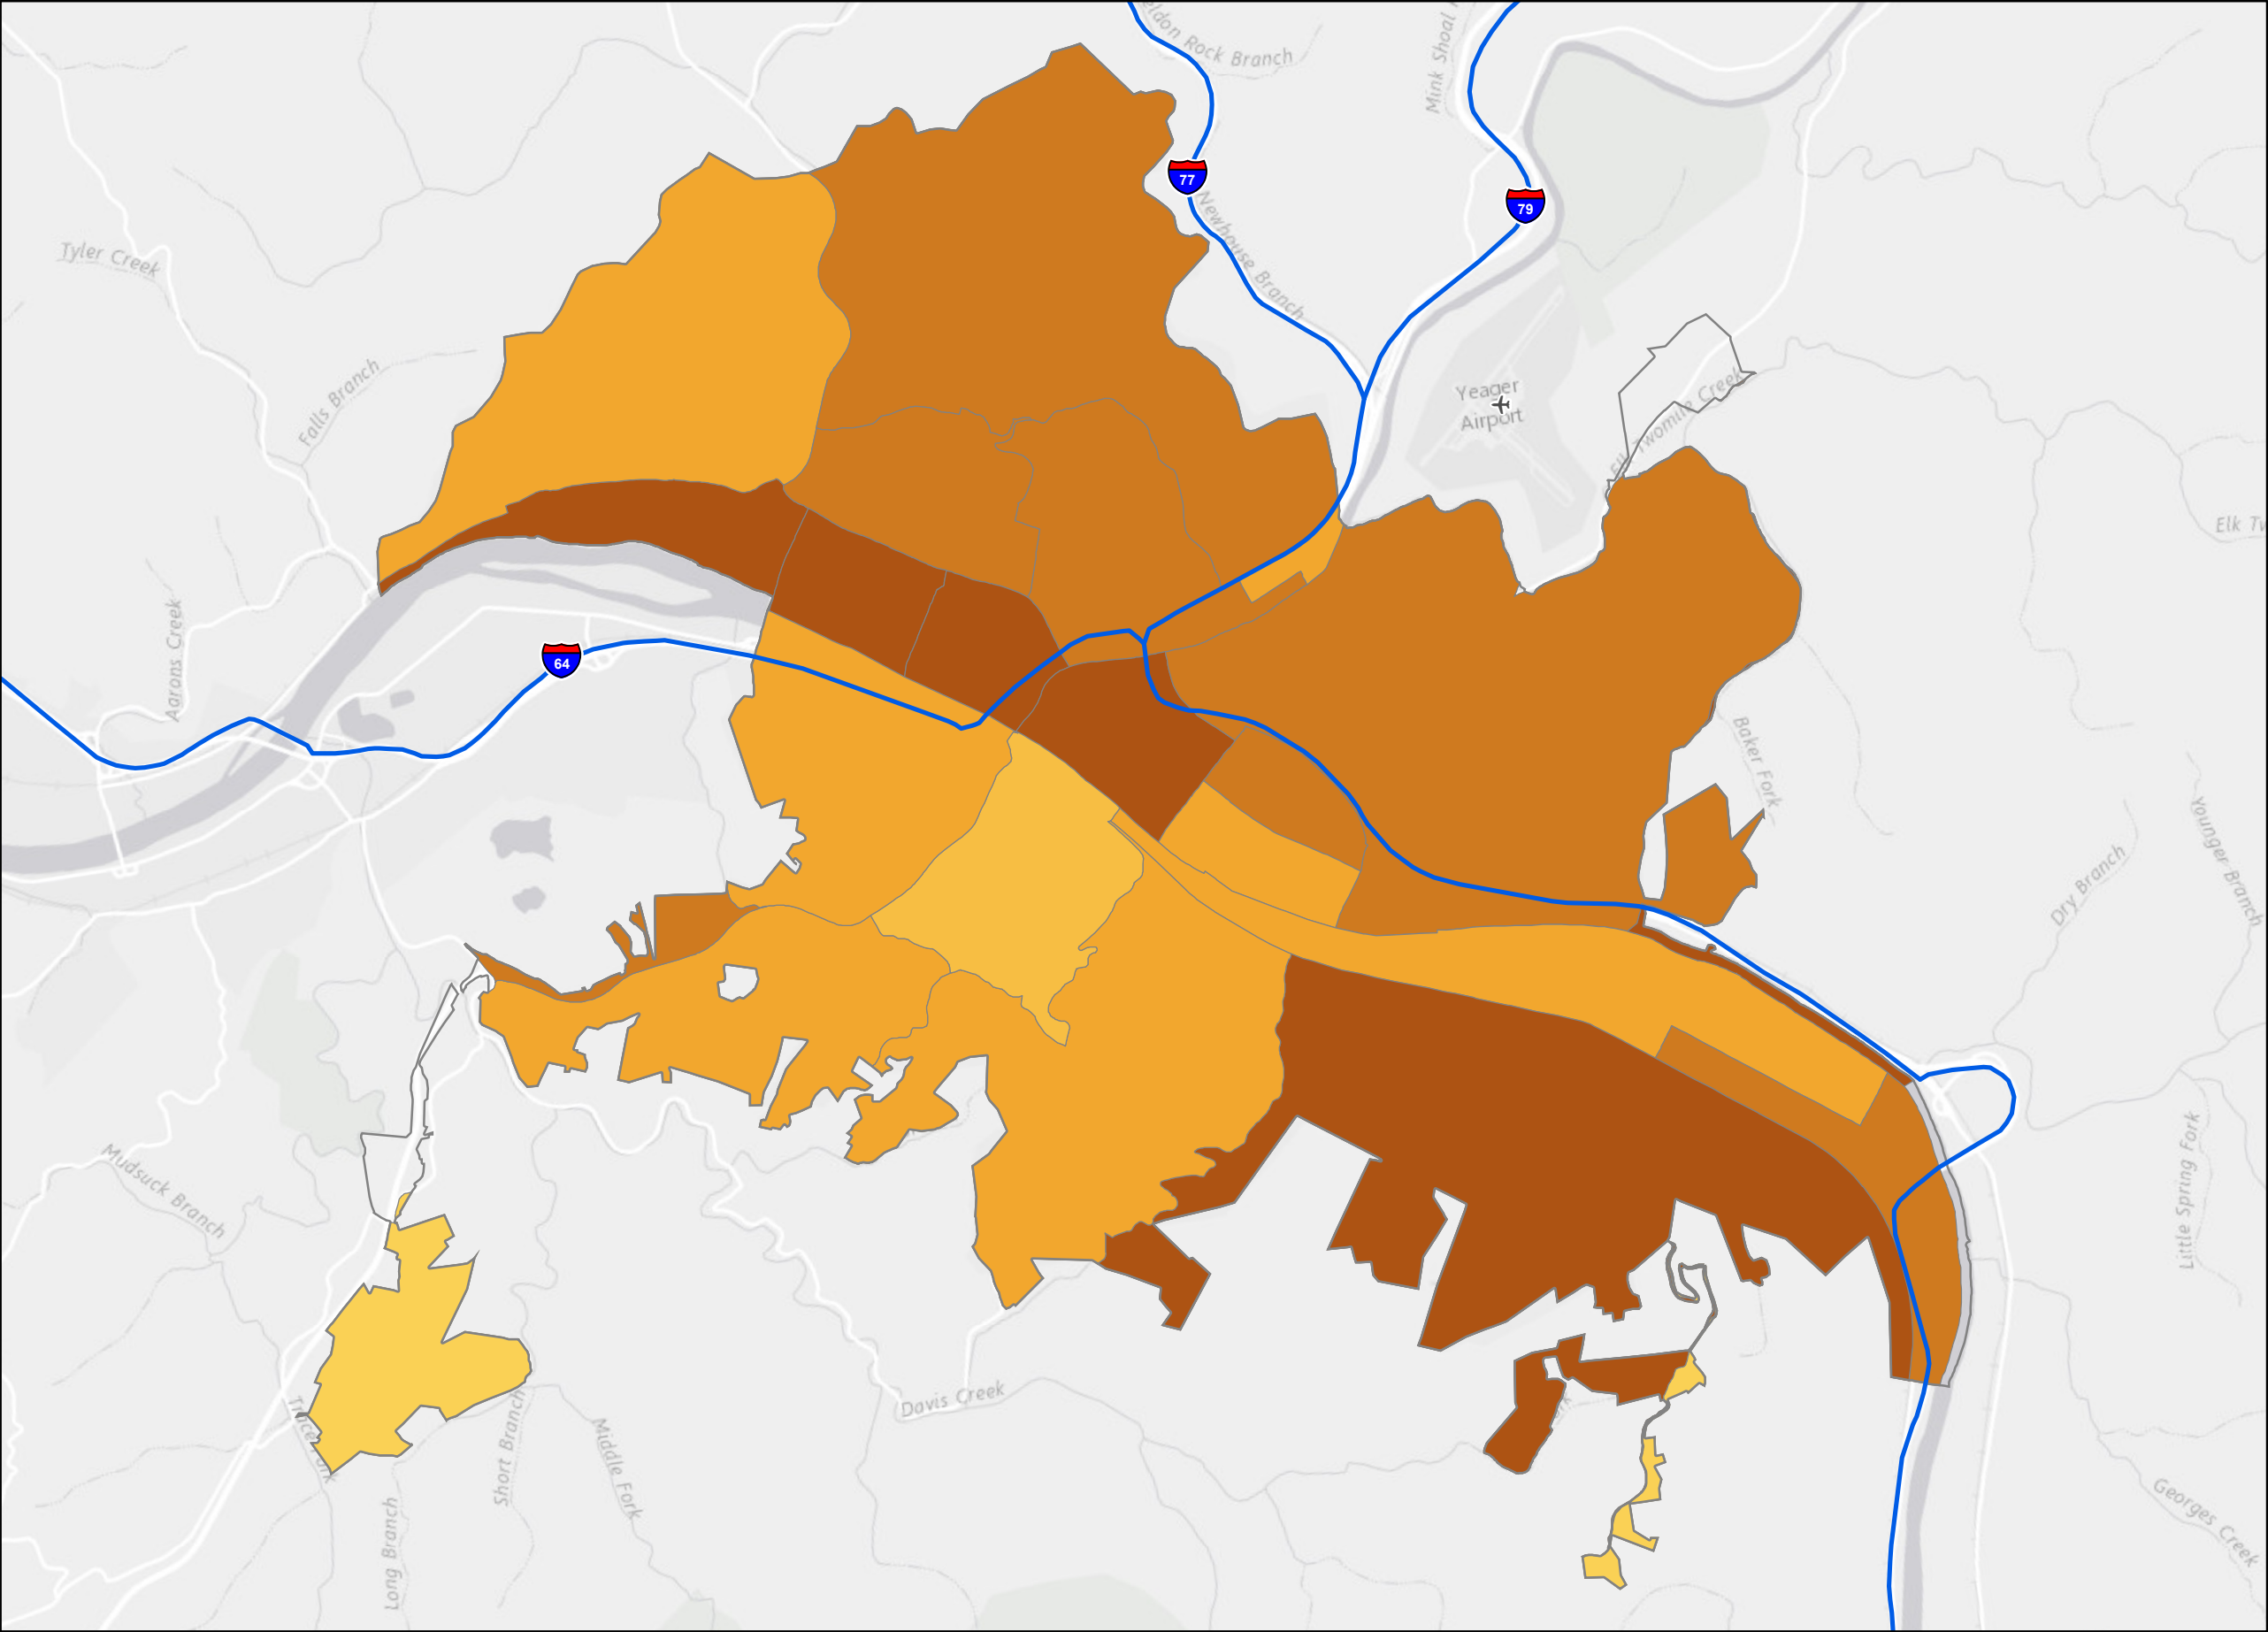 Mink Shoal
Rock Branch
77
79
Newhouse Branch
Tyler Creek
Falls Branch
Yeager
Airport
Elk Twomile Creek
Aarons Creek
64
Baker Fork
Younger Branch
Dry Branch
Mudsuck Branch
Little Spring Fork
Davis Creek
Short Branch
Middle Fork
Long Branch
Georges Creek